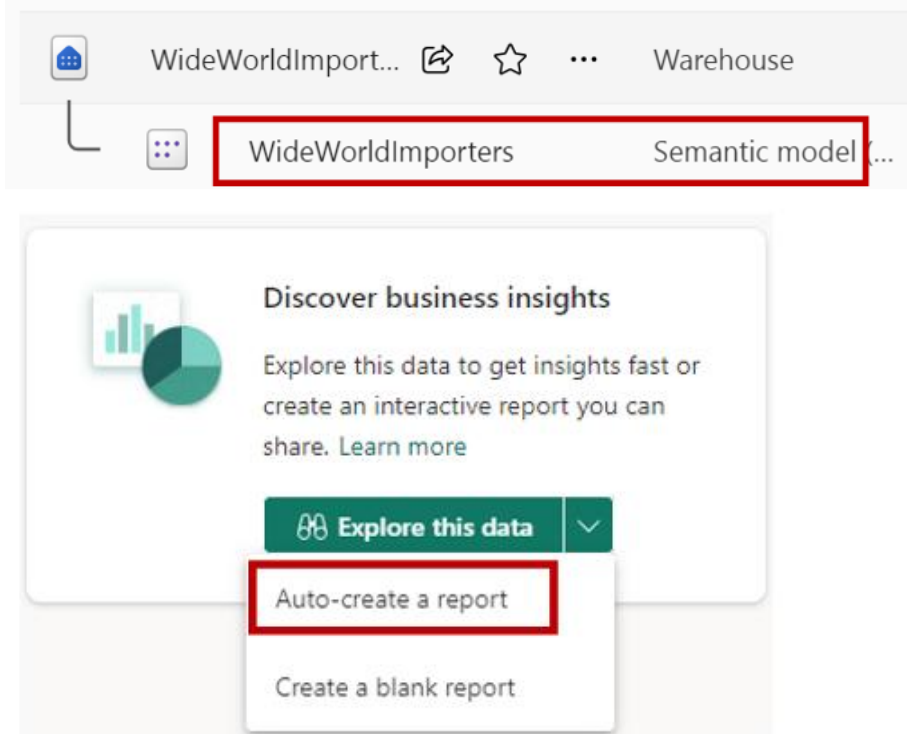 WideWorldImport... ... Warehouse
WideWorldImporters Semantic model (...
Discover business insights
Explore this data to get insights fast or
create an interactive report you can
share. Learn more
Explore this data
Auto-create a report
Create a blank report